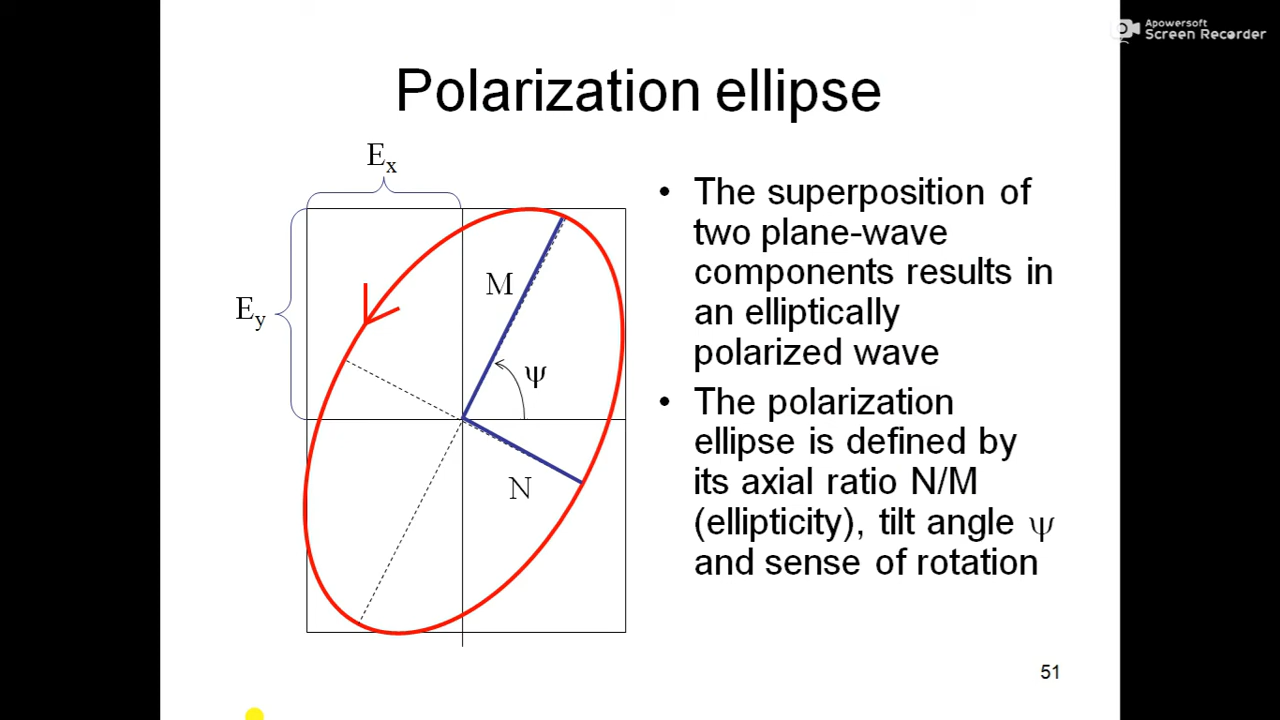 Apowersoft
Screen Recorder
Polarization ellipse
Ex
Ey
M
ψ
N
• The superposition of
two plane-wave
components results in
an elliptically
polarized wave
• The polarization
ellipse is defined by
its axial ratio N/M
(ellipticity), tilt angle ψ
and sense of rotation
51